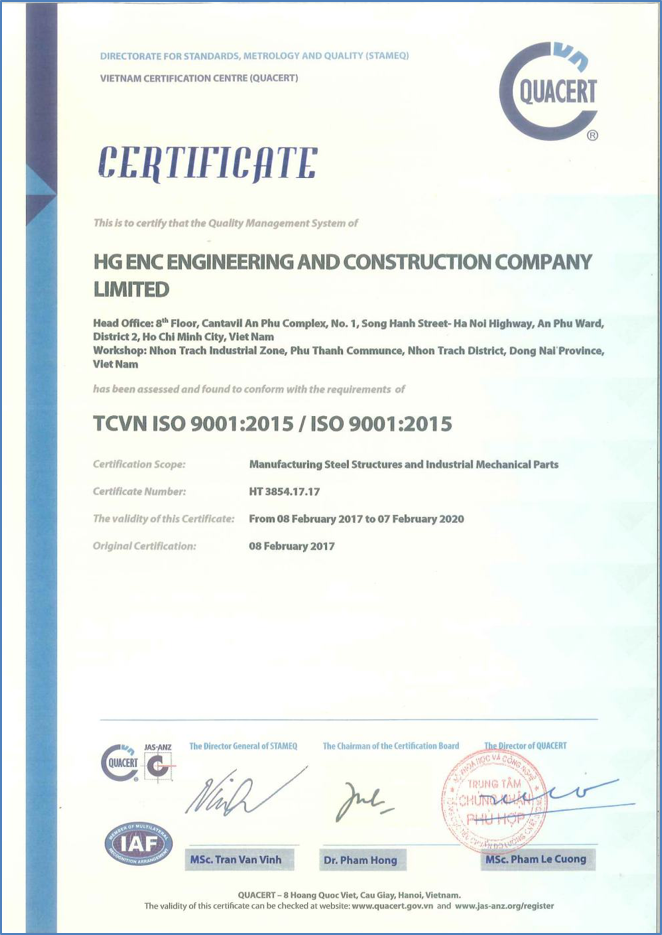 DIRECTORATE FOR STANDARDS, METROLOGY AND QUALITY (STAMEQ)
VIETNAM CERTIFICATION CENTRE (QUACERT)
QUACERT
®
CERTIFICATE
This is to certify that the Quality Management System of
HG ENC ENGINEERING AND CONSTRUCTION COMPANY
LIMITED
Head Office: 8th Floor, Cantavil An Phu Complex, No. 1, Song Hanh Street- Ha Noi Highway, An Phu Ward,
District 2, Ho Chi Minh City, Viet Nam
Workshop: Nhon Trach Industrial Zone, Phu Thanh Communce, Nhon Trach District, Dong Nai Province,
Viet Nam
has been assessed and found to conform with the requirements of
TCVN ISO 9001:2015 / ISO 9001:2015
Certification Scope: Manufacturing Steel Structures and Industrial Mechanical Parts
Certificate Number: HT 3854.17.17
The validity of this Certificate: From 08 February 2017 to 07 February 2020
Original Certification: 08 February 2017
QUACERT
®
JAS-ANZ
The Director General of STAMEQ The Chairman of the Certification Board The Director of QUACERT
TRUNG TÂM
CHỨNG NHẬN
PHÙ HỢP
MEMBER OF MULTILATERAL
IAF
RECOGNITION ARRANGEMENT
MSc. Tran Van Vinh Dr. Pham Hong MSc. Pham Le Cuong
QUACERT – 8 Hoang Quoc Viet, Cau Giay, Hanoi, Vietnam.
The validity of this certificate can be checked at website: www.quacert.gov.vn and www.jas-anz.org/register